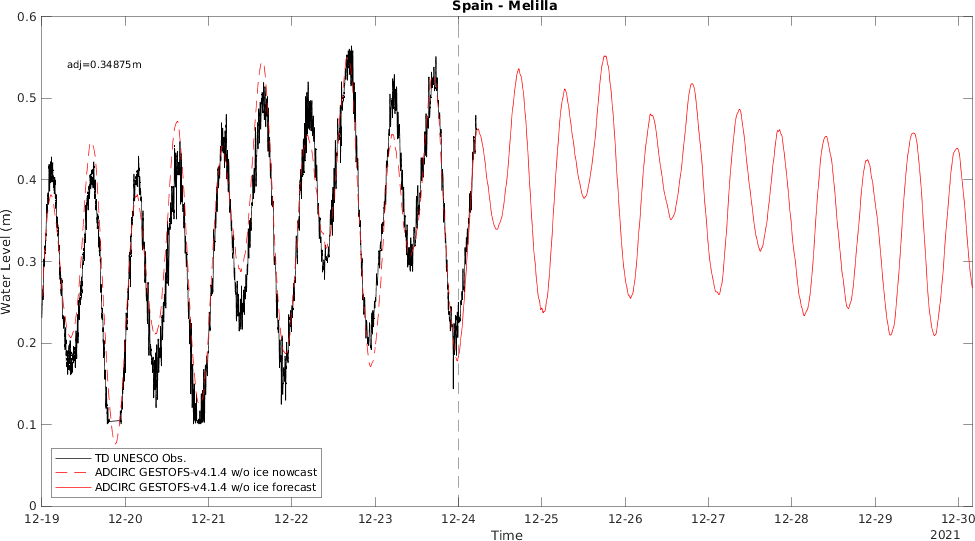 Spain - Melilla
adj=0.34875m
Water Level (m)
0.6
0.5
0.4
0.3
0.2
0.1
0
TD UNESCO Obs.
ADCIRC GESTOFS-v4.1.4 w/o ice nowcast
ADCIRC GESTOFS-v4.1.4 w/o ice forecast
12-19 12-20 12-21 12-22 12-23 12-24 12-25 12-26 12-27 12-28 12-29 12-30
Time
2021